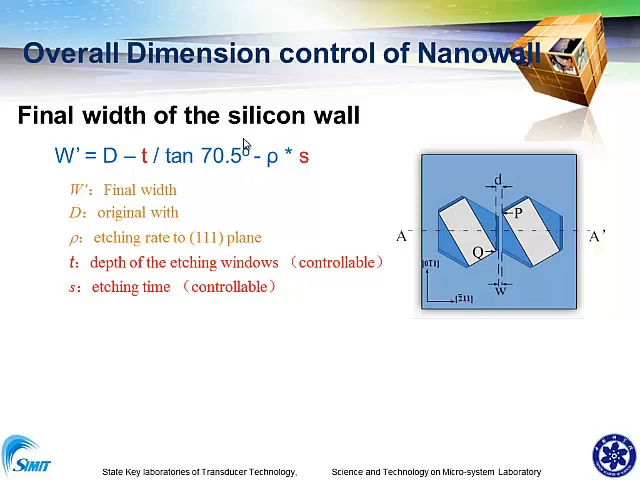 Overall Dimension control of Nanowall
Final width of the silicon wall
W’ = D – t / tan 70.5⁰ - ρ * s
W’: Final width
D: original with
ρ: etching rate to (111) plane
t: depth of the etching windows （controllable）
s: etching time （controllable）
d
P
A
A’
Q
[01̅1]
[2̅11]
w
SIMIT
State Key laboratories of Transducer Technology, Science and Technology on Micro-system Laboratory